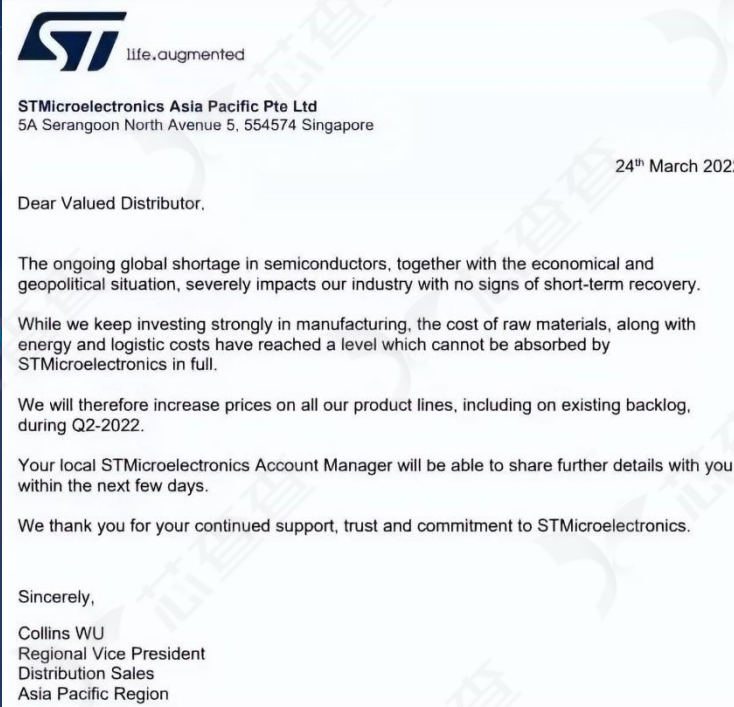 ST
life.augmented
STMicroelectronics Asia Pacific Pte Ltd
5A Serangoon North Avenue 5, 554574 Singapore
24th March 202
Dear Valued Distributor,
The ongoing global shortage in semiconductors, together with the economical and
geopolitical situation, severely impacts our industry with no signs of short-term recovery.
While we keep investing strongly in manufacturing, the cost of raw materials, along with
energy and logistic costs have reached a level which cannot be absorbed by
STMicroelectronics in full.
We will therefore increase prices on all our product lines, including on existing backlog,
during Q2-2022.
Your local STMicroelectronics Account Manager will be able to share further details with you
within the next few days.
We thank you for your continued support, trust and commitment to STMicroelectronics.
Sincerely,
Collins WU
Regional Vice President
Distribution Sales
Asia Pacific Region